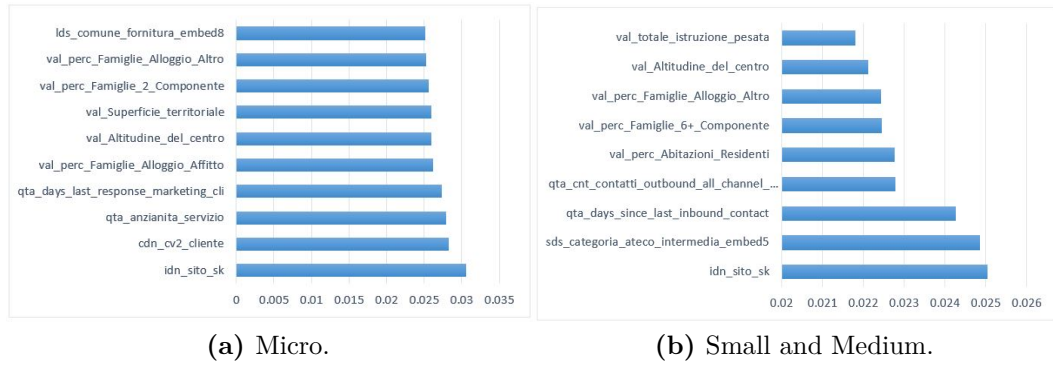 lds_comune_fornitura_embed8
val_perc_Famiglie_Alloggio_Altro
val_perc_Famiglie_2_Componente
val_Superficie_territoriale
val_Altitudine_del_centro
val_perc_Famiglie_Alloggio_Affitto
qta_days_last_response_marketing_cli
qta_anzianita_servizio
cdn_cv2_cliente
idn_sito_sk
0 0.005 0.01 0.015 0.02 0.025 0.03 0.035
(a) Micro.
val_totale_istruzione_pesata
val_Altitudine_del_centro
val_perc_Famiglie_Alloggio_Altro
val_perc_Famiglie_6+_Componente
val_perc_Abitazioni_Residenti
qta_cnt_contatti_outbound_all_channel_...
qta_days_since_last_inbound_contact
sds_categoria_ateco_intermedia_embed5
idn_sito_sk
0.02 0.021 0.022 0.023 0.024 0.025 0.026
(b) Small and Medium.